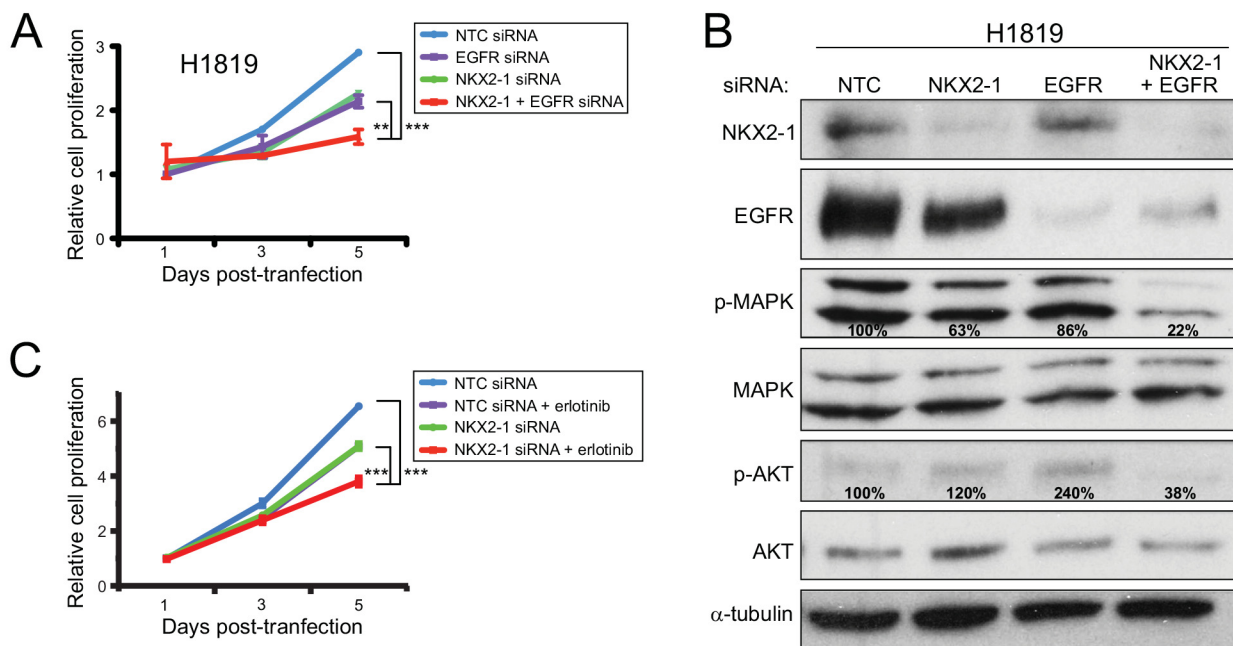 A
H1819
NTC siRNA
EGFR siRNA
NKX2-1 siRNA
NKX2-1 + EGFR siRNA
Relative cell proliferation
3
2
1
0
** ***
1 3 5
Days post-tranfection
B
H1819
siRNA: NTC NKX2-1 EGFR NKX2-1 + EGFR
NKX2-1
EGFR
p-MAPK
100% 63% 86% 22%
MAPK
p-AKT
100% 120% 240% 38%
AKT
α-tubulin
C
NTC siRNA
NTC siRNA + erlotinib
NKX2-1 siRNA
NKX2-1 siRNA + erlotinib
Relative cell proliferation
6
4
2
0
*** ***
1 3 5
Days post-tranfection